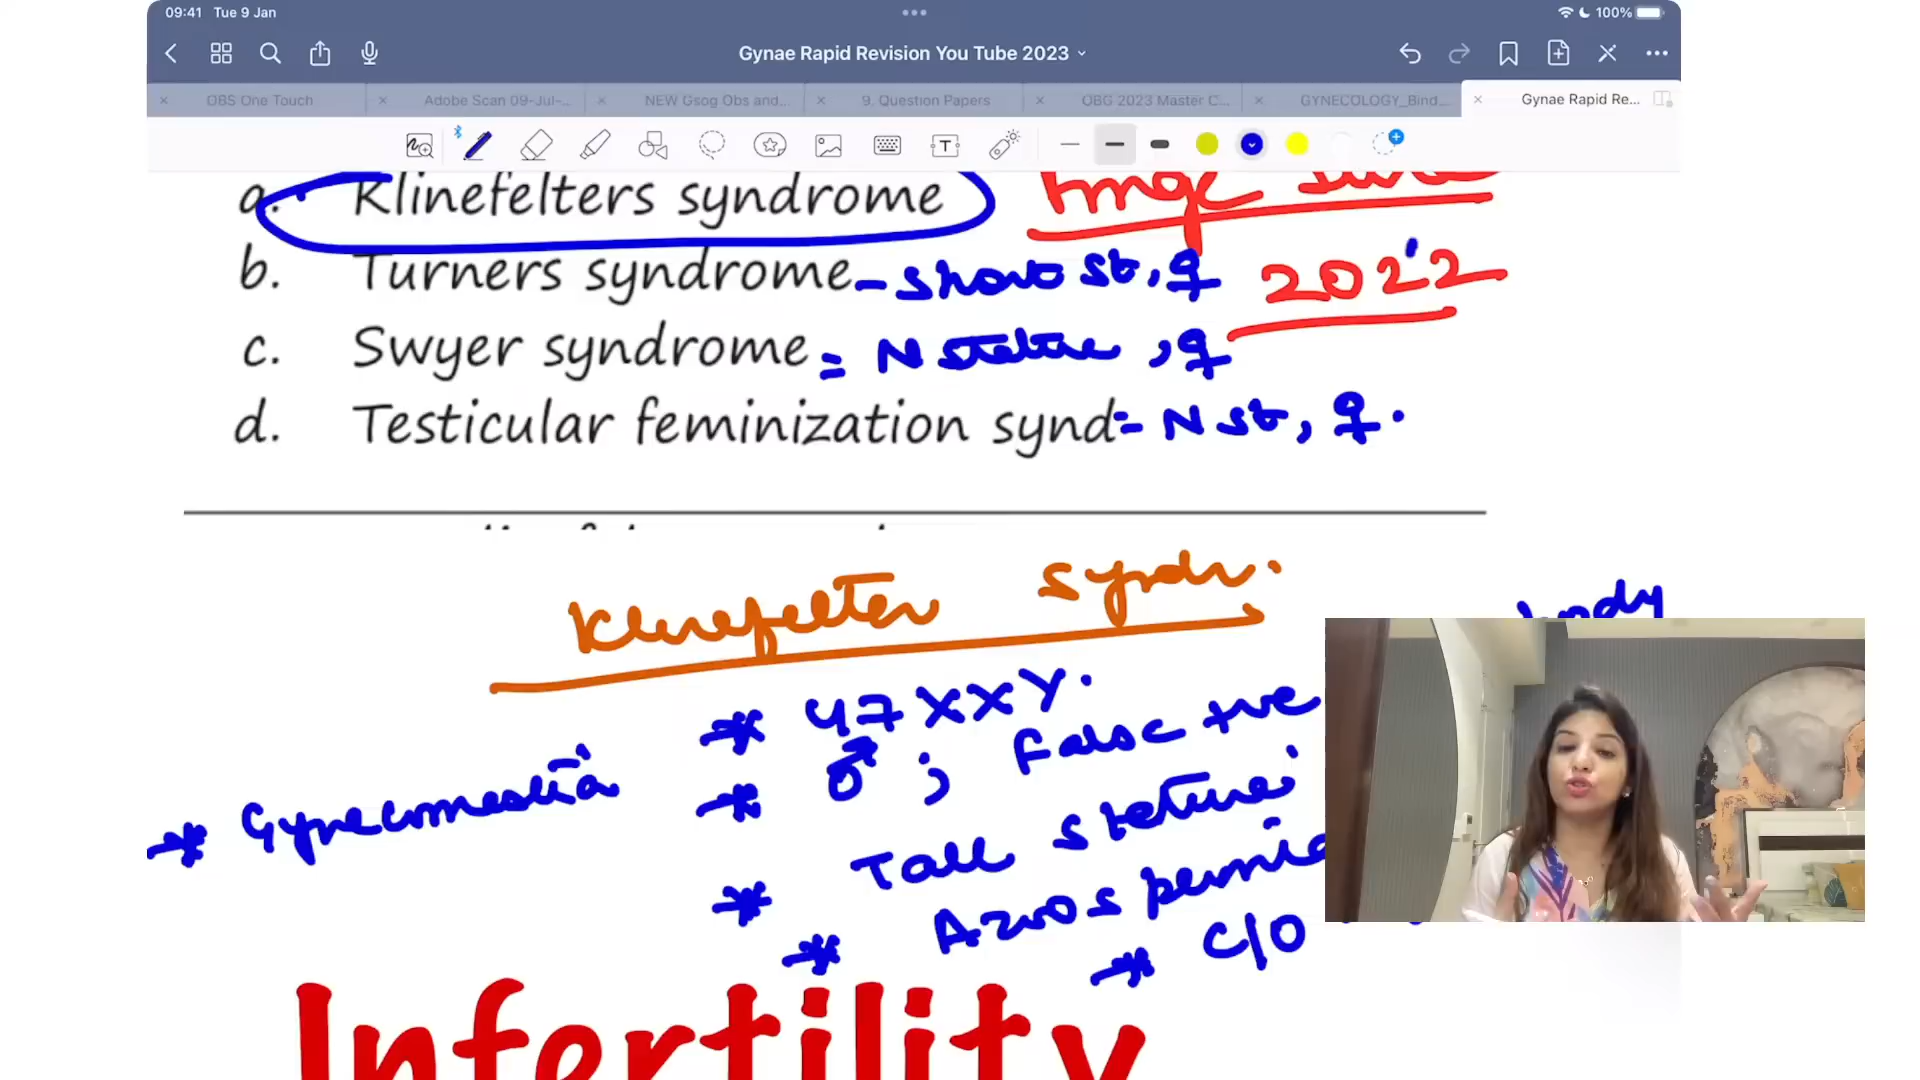 09:41 Tue 9 Jan 100%
Gynae Rapid Revision You Tube 2023
OBS One Touch Adobe Scan 09-Jul-... NEW Gsog Obs and... 9. Question Papers OBG 2023 Master C... GYNECOLOGY_Bind... Gynae Rapid Re...
a. Klinefelters syndrome
b. Turners syndrome - short st, ♀ 2022
c. Swyer syndrome = N stature, ♀
d. Testicular feminization synd = N st, ♀.
Klinefelter Syndr.
body
* 47XXY.
* ♂ ; False +ve
* Gynecomastia
* Tall stature
* Azoospermia
* C/O
Infertility